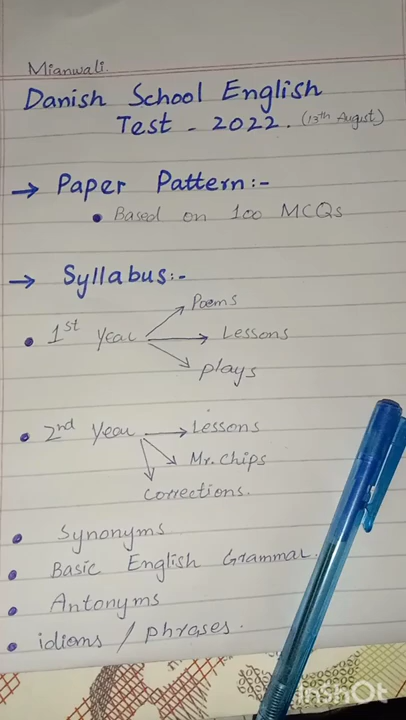 Mianwali.
Danish School English
Test - 2022. (13th August)
→ Paper Pattern:-
• Based on 100 MCQs
→ Syllabus:-
Poems
• 1st Year → Lessons
Plays
• 2nd Year → Lessons
Mr. Chips
Corrections.
• Synonyms
• Basic English Grammar.
• Antonyms
• idioms / phrases.
InShOt